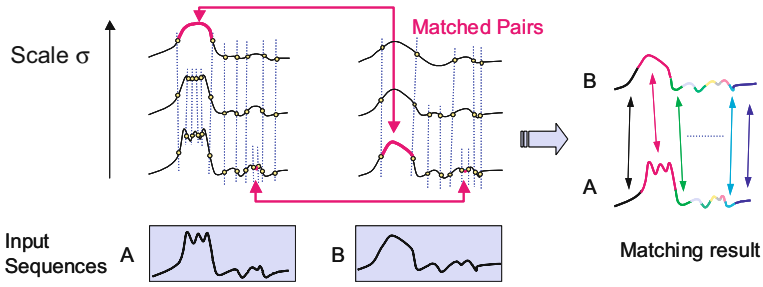 Matched Pairs
Scale σ
B
A
Input
Sequences
A
B
Matching result